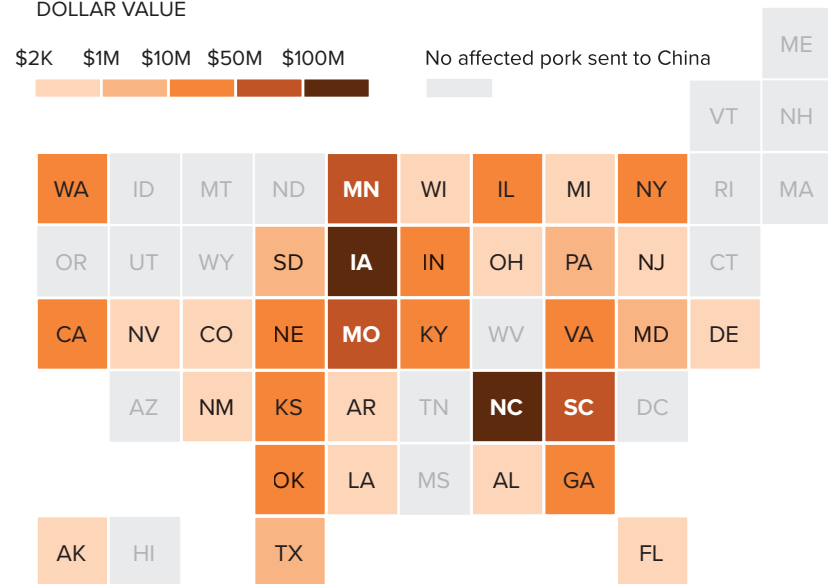 DOLLAR VALUE
$2K $1M $10M $50M $100M No affected pork sent to China
ME
VT NH
WA ID MT ND MN WI IL MI NY RI MA
OR UT WY SD IA IN OH PA NJ CT
CA NV CO NE MO KY WV VA MD DE
AZ NM KS AR TN NC SC DC
OK LA MS AL GA
AK HI TX FL